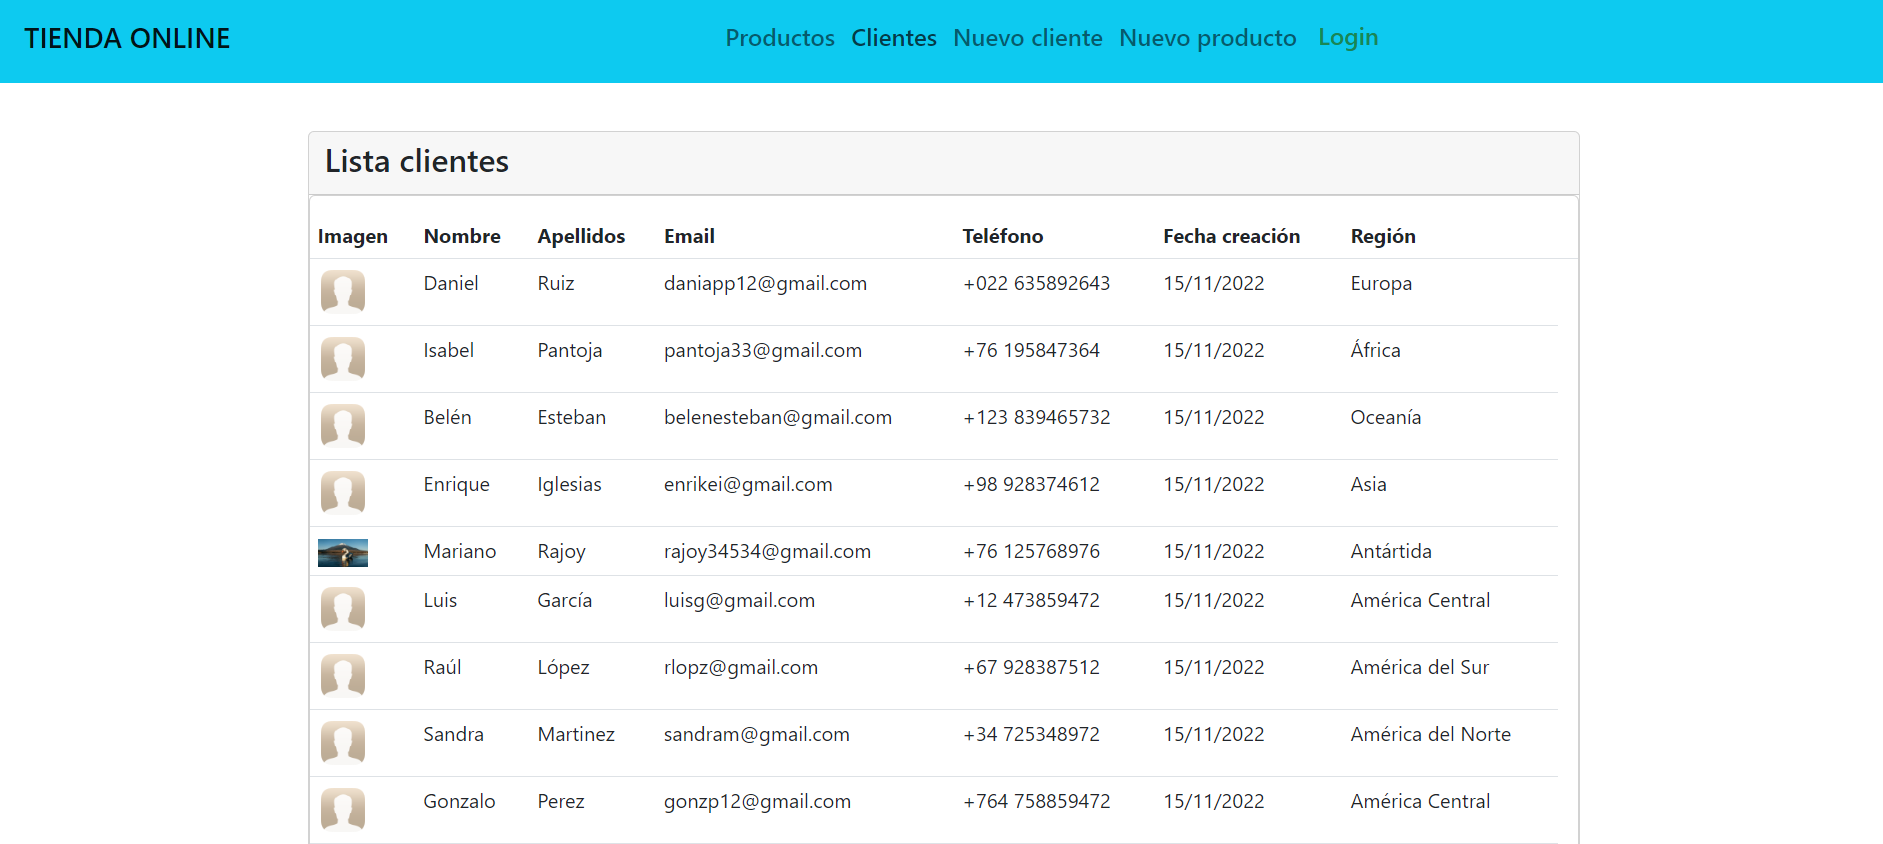 TIENDA ONLINE Productos Clientes Nuevo cliente Nuevo producto Login
Lista clientes
Imagen Nombre Apellidos Email Teléfono Fecha creación Región
Daniel Ruiz daniapp12@gmail.com +022 635892643 15/11/2022 Europa
Isabel Pantoja pantoja33@gmail.com +76 195847364 15/11/2022 África
Belén Esteban belenesteban@gmail.com +123 839465732 15/11/2022 Oceanía
Enrique Iglesias enrikei@gmail.com +98 928374612 15/11/2022 Asia
Mariano Rajoy rajoy34534@gmail.com +76 125768976 15/11/2022 Antártida
Luis García luisg@gmail.com +12 473859472 15/11/2022 América Central
Raúl López rlopz@gmail.com +67 928387512 15/11/2022 América del Sur
Sandra Martinez sandram@gmail.com +34 725348972 15/11/2022 América del Norte
Gonzalo Perez gonzp12@gmail.com +764 758859472 15/11/2022 América Central